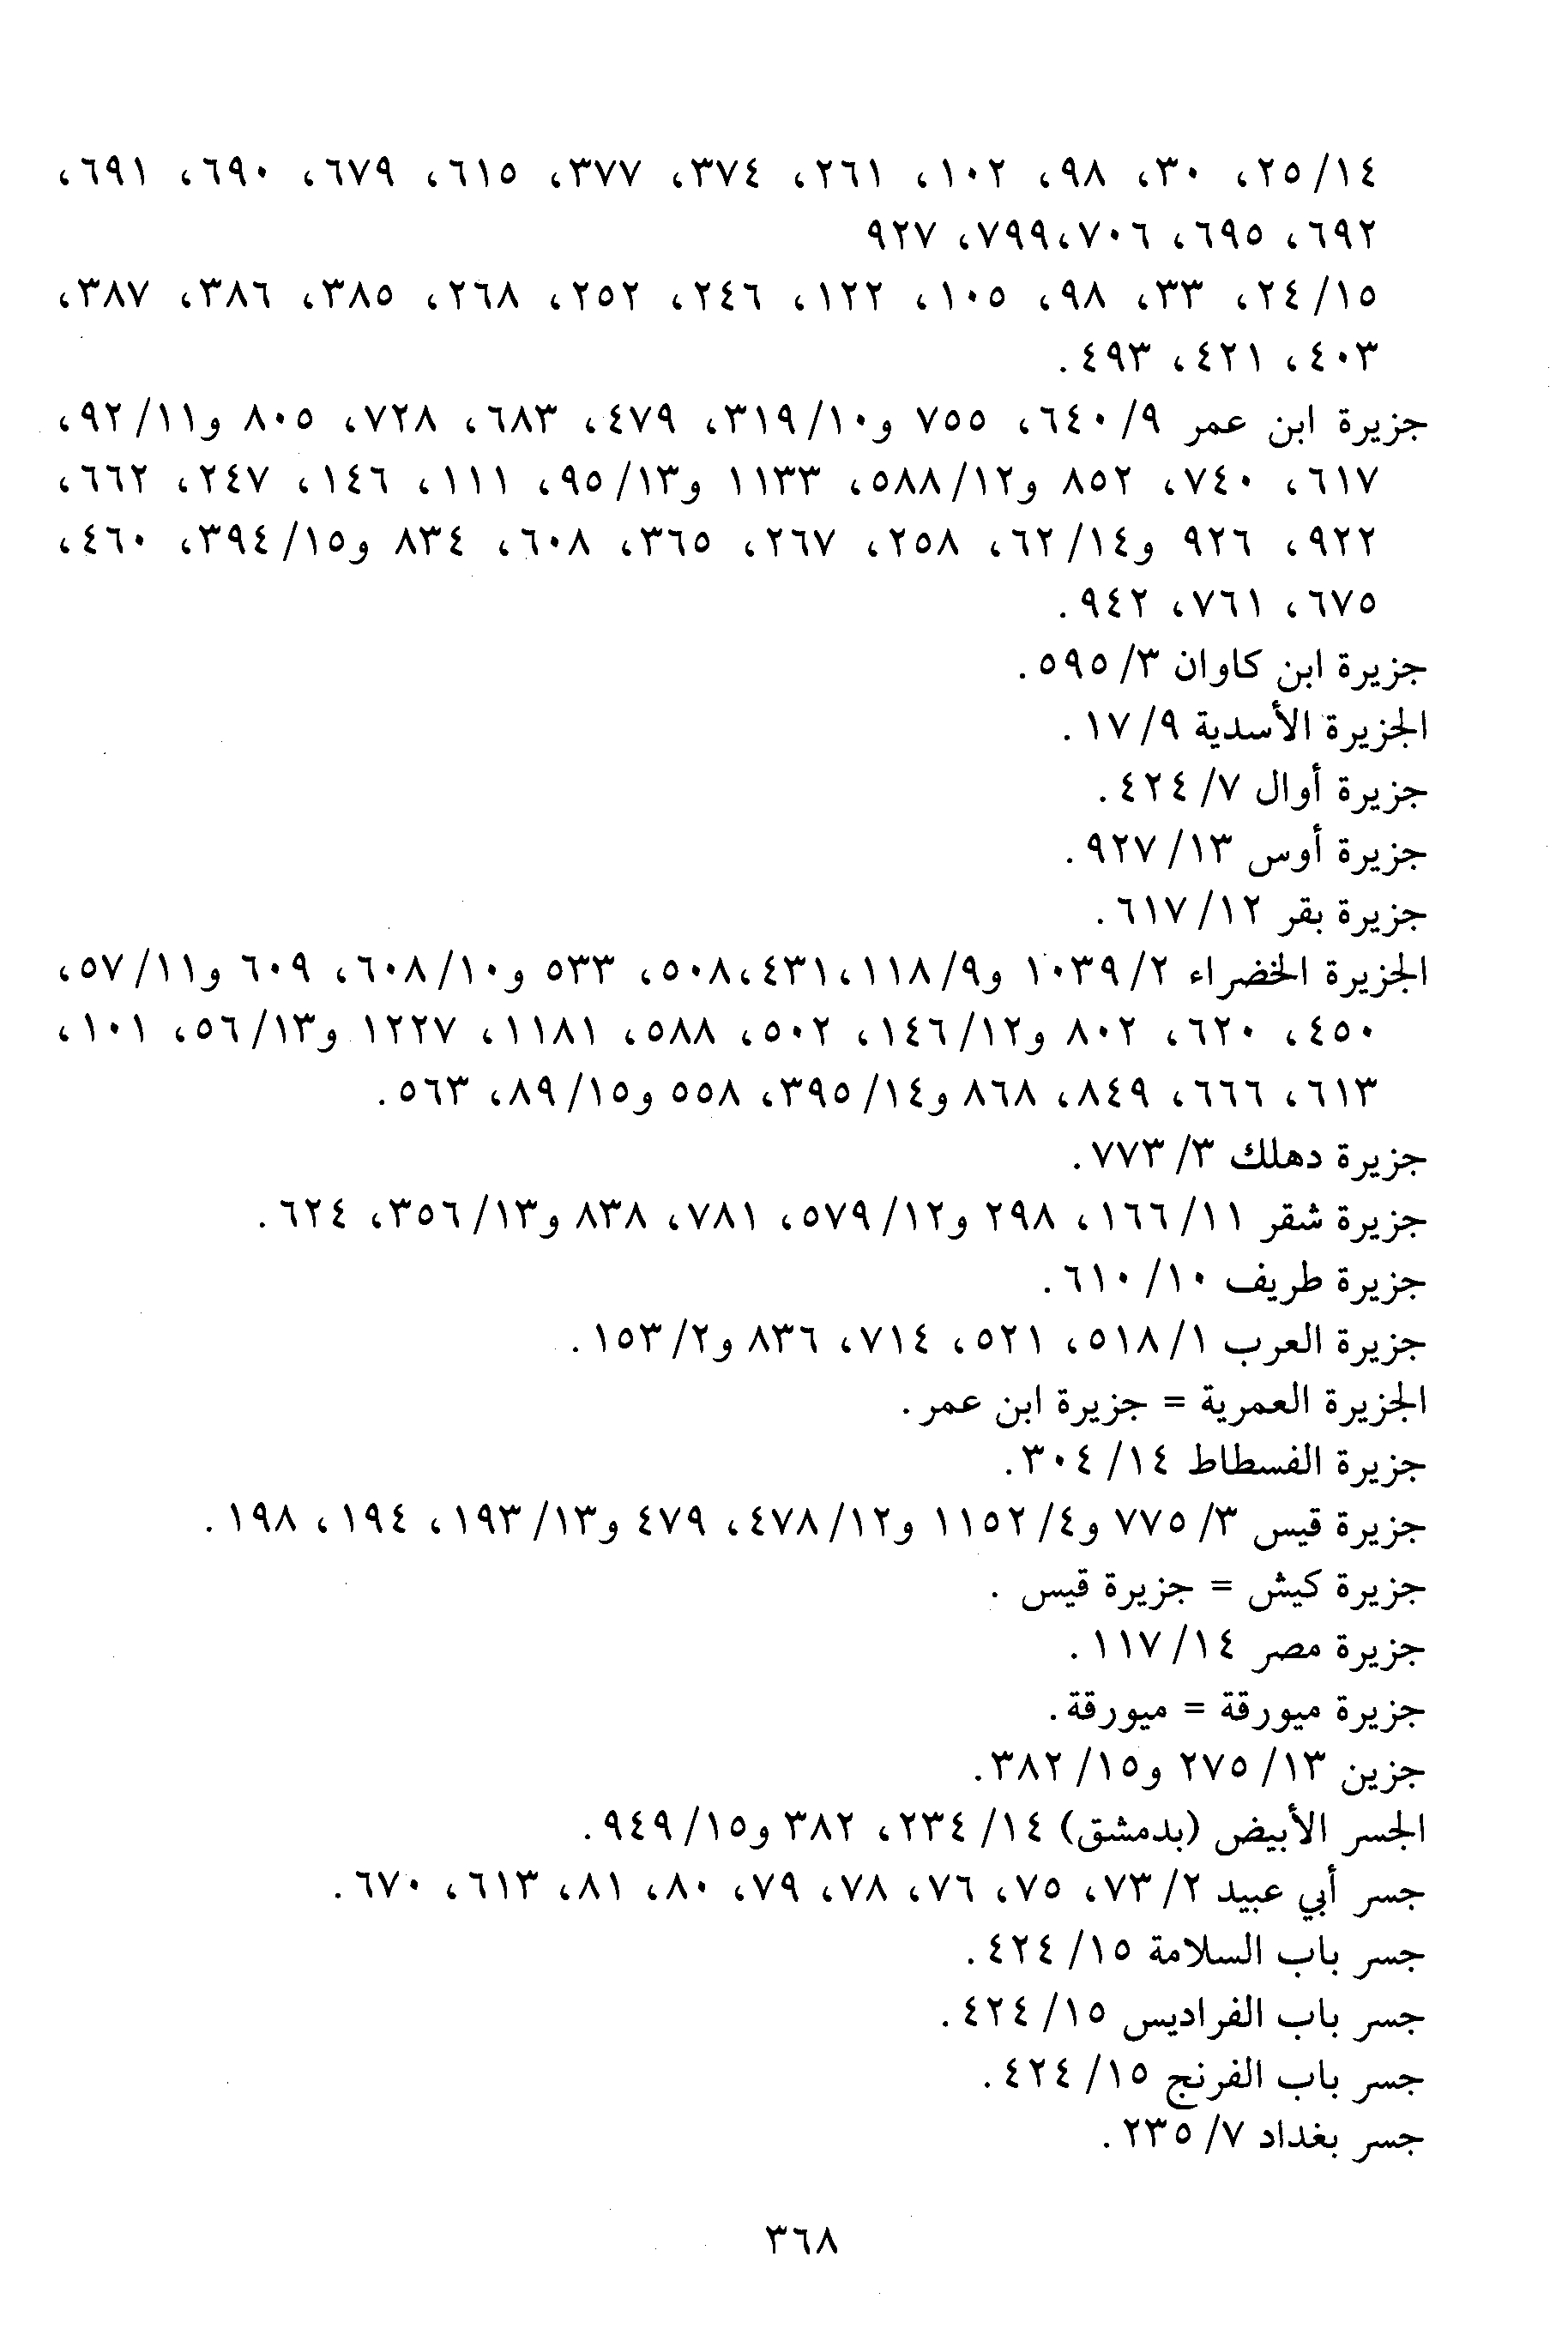 ١٤/ ٢٥، ٣٠، ٩٨، ١٠٢، ٢٦١، ٣٧٤، ٣٧٧، ٦١٥، ٦٧٩، ٦٩٠، ٦٩١،
٦٩٢، ٦٩٥، ٧٠٦،٧٩٩، ٩٢٧
١٥/ ٢٤، ٣٣، ٩٨، ١٠٥، ١٢٢، ٢٤٦، ٢٥٢، ٢٦٨، ٣٨٥، ٣٨٦، ٣٨٧،
٤٠٣، ٤٢١، ٤٩٣.
جزيرة ابن عمر ٩/ ٦٤٠، ٧٥٥ و١٠/ ٣١٩، ٤٧٩، ٦٨٣، ٧٢٨، ٨٠٥ و١١/ ٩٢،
٦١٧، ٧٤٠، ٨٥٢ و١٢/ ٥٨٨، ١١٣٣ و١٣/ ٩٥، ١١١، ١٤٦، ٢٤٧، ٦٦٢،
٩٢٢، ٩٢٦ و١٤/ ٦٢، ٢٥٨، ٢٦٧، ٣٦٥، ٦٠٨، ٨٣٤ و١٥/ ٣٩٤، ٤٦٠،
٦٧٥، ٧٦١، ٩٤٢.
جزيرة ابن كاوان ٣/ ٥٩٥.
الجزيرة الأسدية ٩/ ١٧.
جزيرة أوال ٧/ ٤٢٤.
جزيرة أوس ١٣/ ٩٢٧.
جزيرة بقر ١٢/ ٦١٧.
الجزيرة الخضراء ٢/ ١٠٣٩ و٩/ ١١٨،٤٣١،٥٠٨، ٥٣٣ و١٠/ ٦٠٨، ٦٠٩ و١١/ ٥٧،
٤٥٠، ٦٢٠، ٨٠٢ و١٢/ ١٤٦، ٥٠٢، ٥٨٨، ١١٨١، ١٢٢٧ و١٣/ ٥٦، ١٠١،
٦١٣، ٦٦٦، ٨٤٩، ٨٦٨ و١٤/ ٣٩٥، ٥٥٨ و١٥/ ٨٩، ٥٦٣.
جزيرة دهلك ٣/ ٧٧٣.
جزيرة شقر ١١/ ١٦٦، ٢٩٨ و١٢/ ٥٧٩، ٧٨١، ٨٣٨ و١٣/ ٣٥٦، ٦٢٤.
جزيرة طريف ١٠/ ٦١٠.
جزيرة العرب ١/ ٥١٨، ٥٢١، ٧١٤، ٨٣٦ و٢/ ١٥٣.
الجزيرة العمرية = جزيرة ابن عمر.
جزيرة الفسطاط ١٤/ ٣٠٤.
جزيرة قيس ٣/ ٧٧٥ و٤/ ١١٥٢ و١٢/ ٤٧٨، ٤٧٩ و١٣/ ١٩٣، ١٩٤، ١٩٨.
جزيرة كيش = جزيرة قيس .
جزيرة مصر ١٤/ ١١٧.
جزيرة ميورقة = ميورقة.
جزين ١٣/ ٢٧٥ و١٥/ ٣٨٢.
الجسر الأبيض (بدمشق) ١٤/ ٢٣٤، ٣٨٢ و١٥/ ٩٤٩.
جسر أبي عبيد ٢/ ٧٣، ٧٥، ٧٦، ٧٨، ٧٩، ٨٠، ٨١، ٦١٣، ٦٧٠.
جسر باب السلامة ١٥/ ٤٢٤.
جسر باب الفراديس ١٥/ ٤٢٤.
جسر باب الفرنج ١٥/ ٤٢٤.
جسر بغداد ٧/ ٢٣٥.
٣٦٨